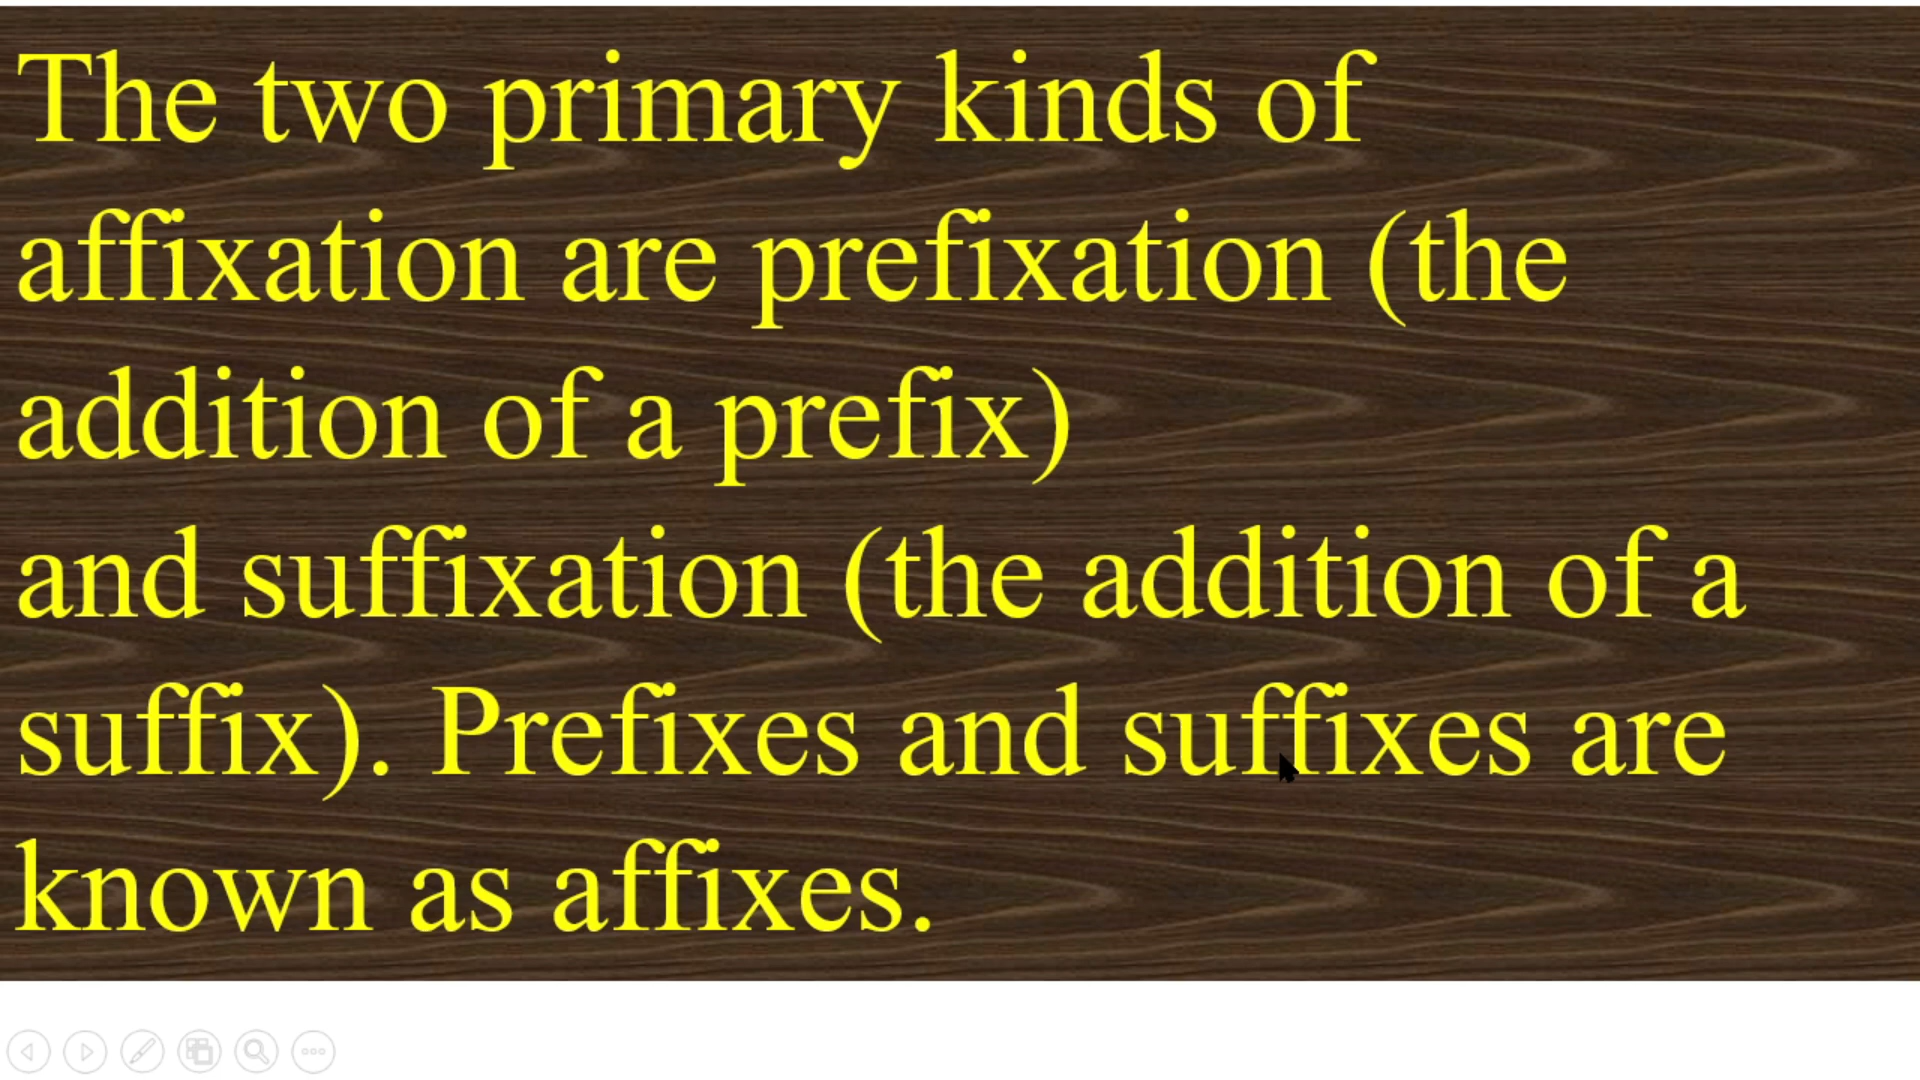 The two primary kinds of
affixation are prefixation (the
addition of a prefix)
and suffixation (the addition of a
suffix). Prefixes and suffixes are
known as affixes.